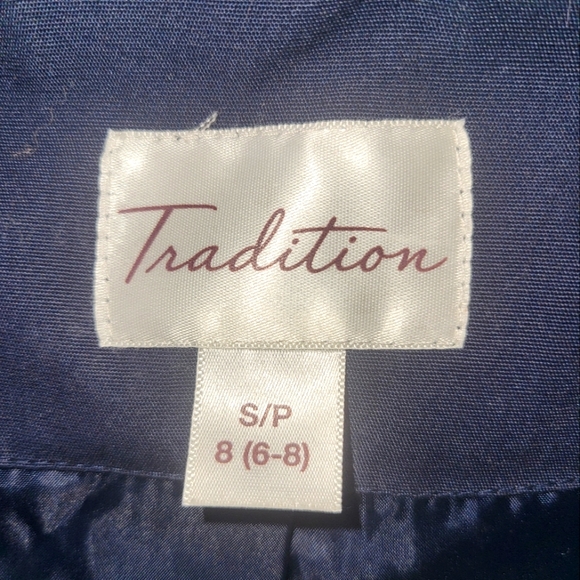 Tradition
S/P
8 (6-8)